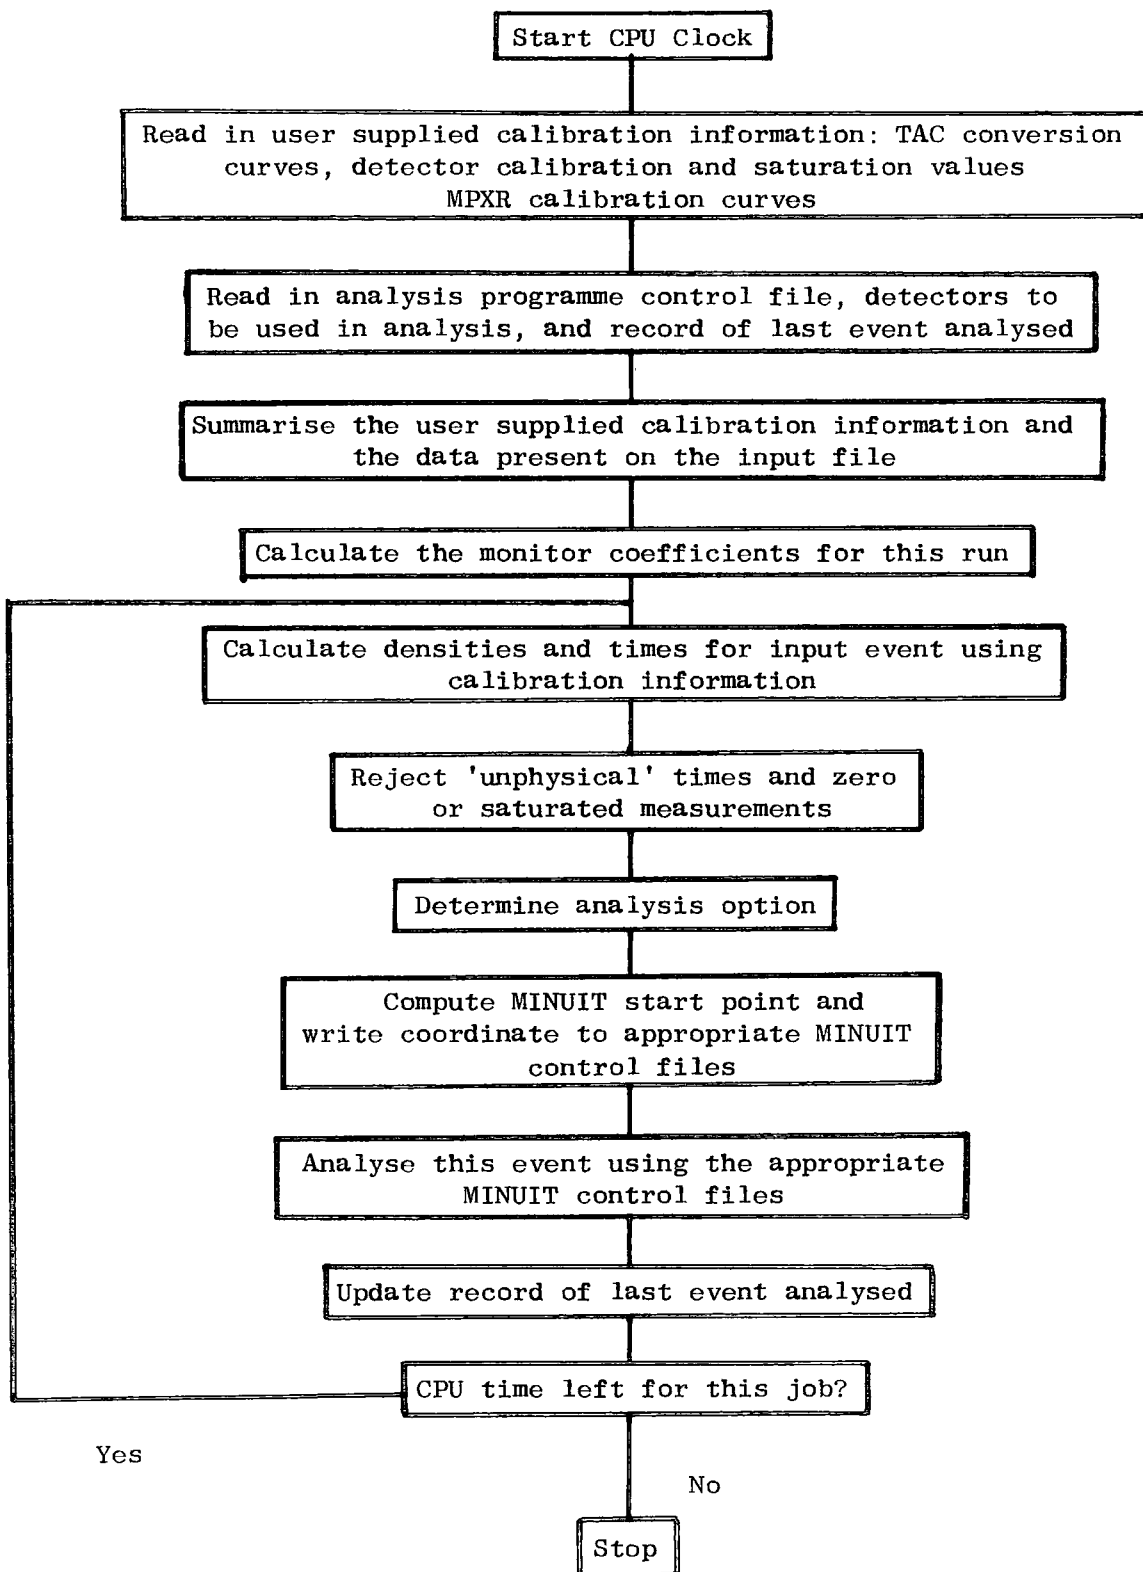 Start CPU Clock
Read in user supplied calibration information: TAC conversion
curves, detector calibration and saturation values
MPXR calibration curves
Read in analysis programme control file, detectors to
be used in analysis, and record of last event analysed
Summarise the user supplied calibration information and
the data present on the input file
Calculate the monitor coefficients for this run
Calculate densities and times for input event using
calibration information
Reject 'unphysical' times and zero
or saturated measurements
Determine analysis option
Compute MINUIT start point and
write coordinate to appropriate MINUIT
control files
Analyse this event using the appropriate
MINUIT control files
Update record of last event analysed
CPU time left for this job?
Yes
No
Stop